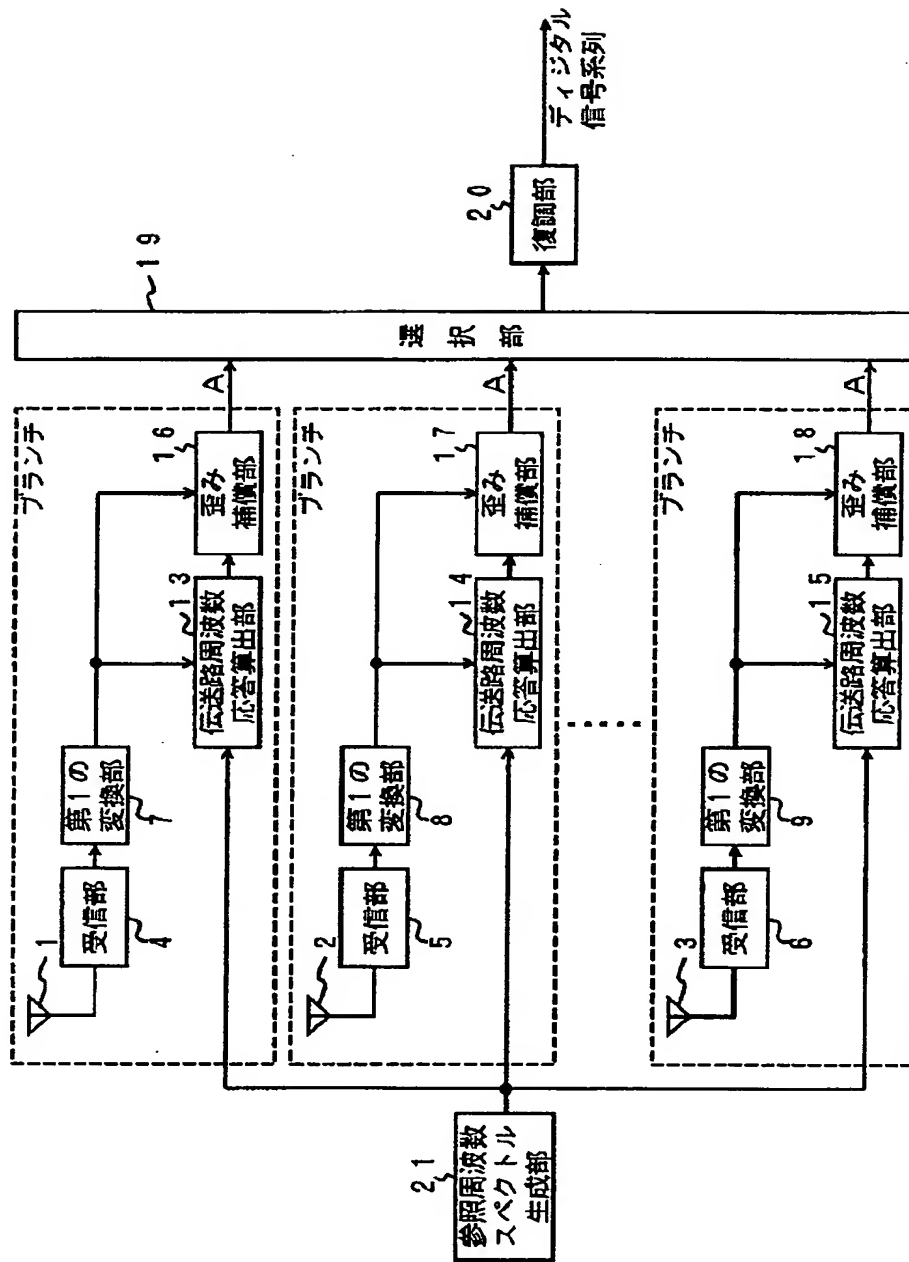 参照周波数
スペクトル
生成部
21
ブランチ
1
受信部
4
第1の
変換部
7
伝送路周波数
応答算出部
13
歪み
補償部
16
A
ブランチ
2
受信部
5
第1の
変換部
8
伝送路周波数
応答算出部
14
歪み
補償部
17
A
ブランチ
3
受信部
6
第1の
変換部
9
伝送路周波数
応答算出部
15
歪み
補償部
18
A
選択部
19
復調部
20
ディジタル
信号系列